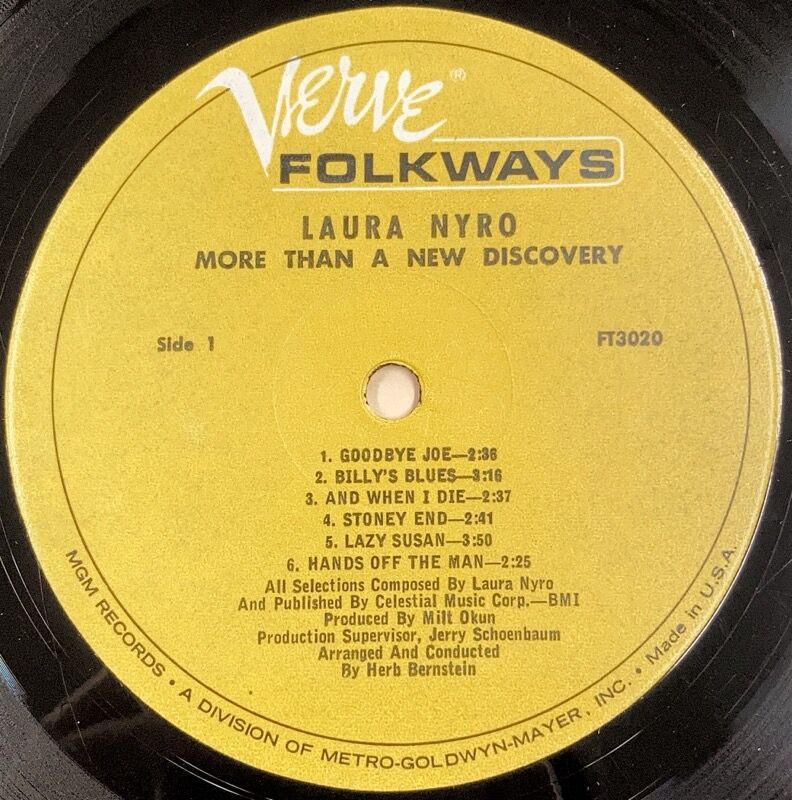 Verve®
FOLKWAYS
LAURA NYRO
MORE THAN A NEW DISCOVERY
Side 1
FT3020
1. GOODBYE JOE—2:36
2. BILLY'S BLUES—3:16
3. AND WHEN I DIE—2:37
4. STONEY END—2:41
5. LAZY SUSAN—3:50
6. HANDS OFF THE MAN—2:25
All Selections Composed By Laura Nyro
And Published By Celestial Music Corp.—BMI
Produced By Milt Okun
Production Supervisor, Jerry Schoenbaum
Arranged And Conducted
By Herb Bernstein
MGM RECORDS • A DIVISION OF METRO-GOLDWYN-MAYER, INC. • Made in U.S.A.